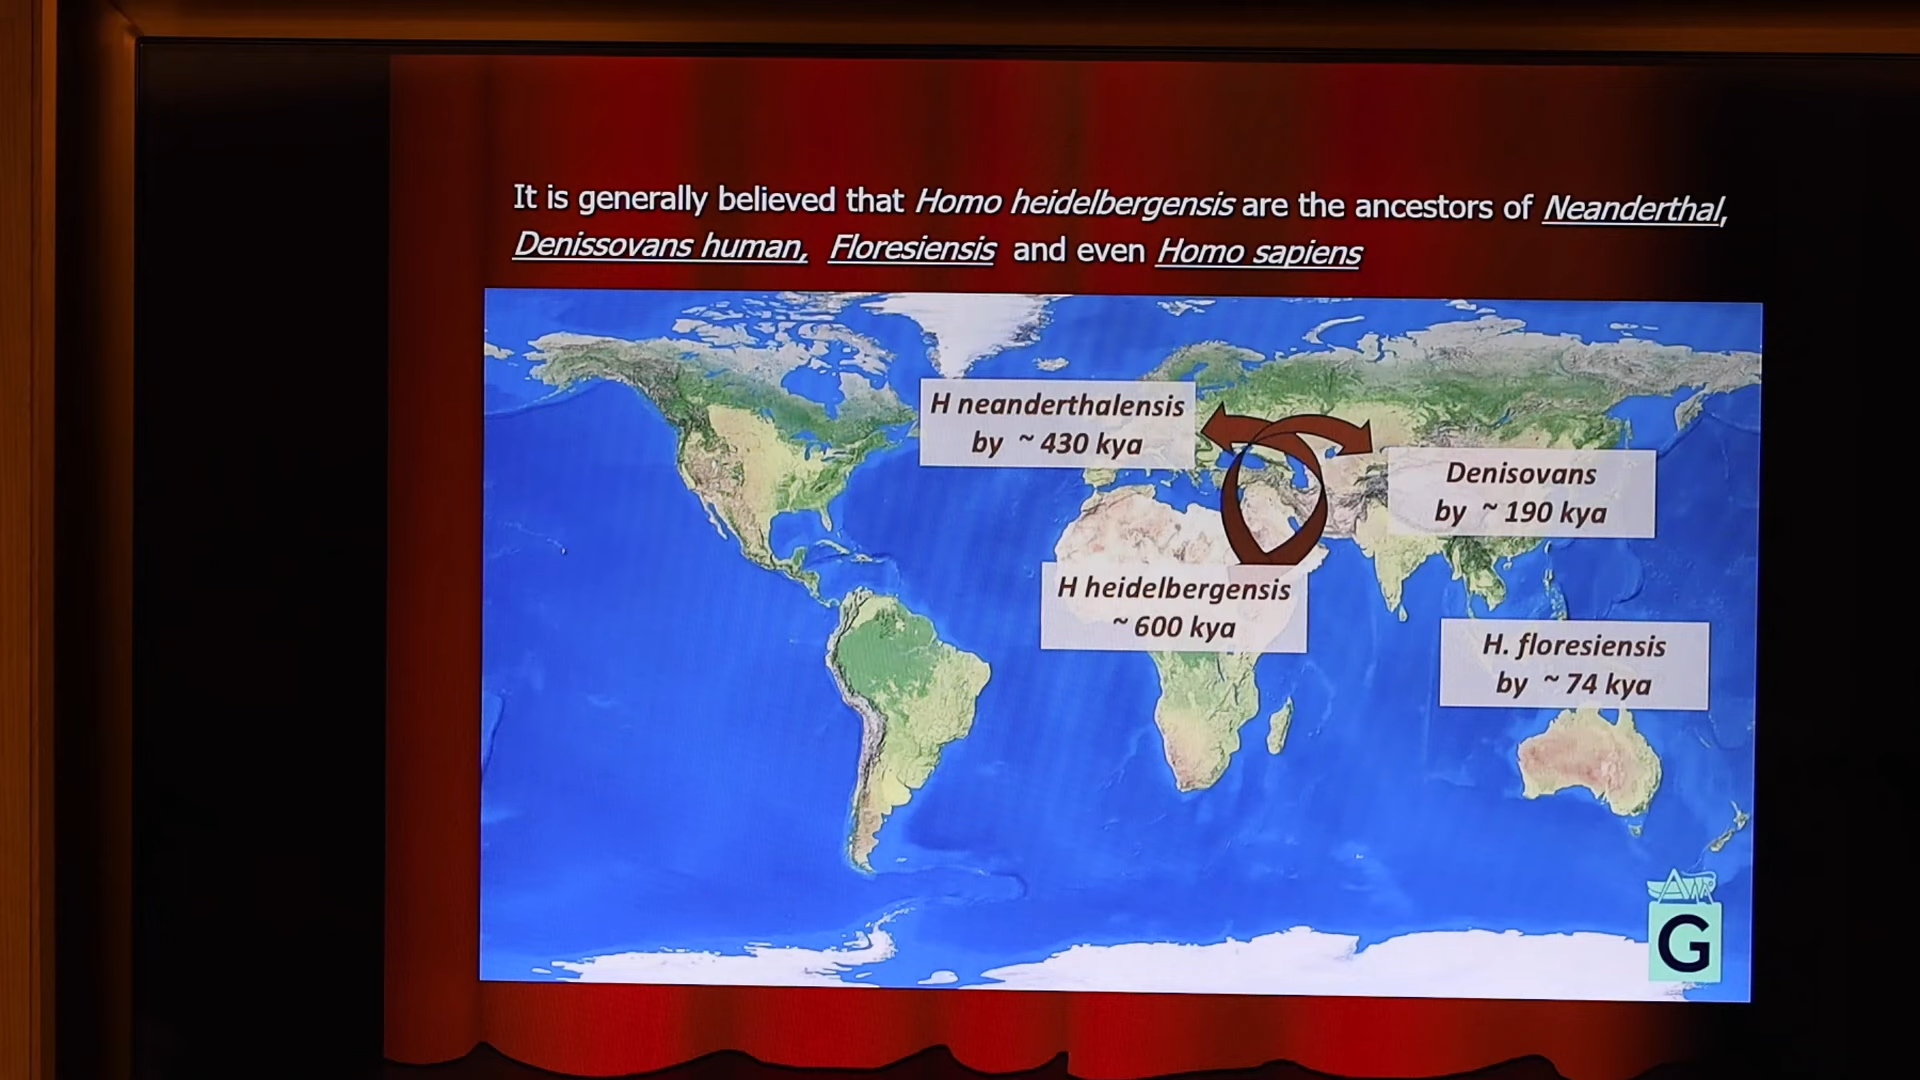 It is generally believed that Homo heidelbergensis are the ancestors of Neanderthal,
Denissovans human, Floresiensis and even Homo sapiens
H neanderthalensis
by ~ 430 kya
Denisovans
by ~ 190 kya
H heidelbergensis
~ 600 kya
H. floresiensis
by ~ 74 kya
G